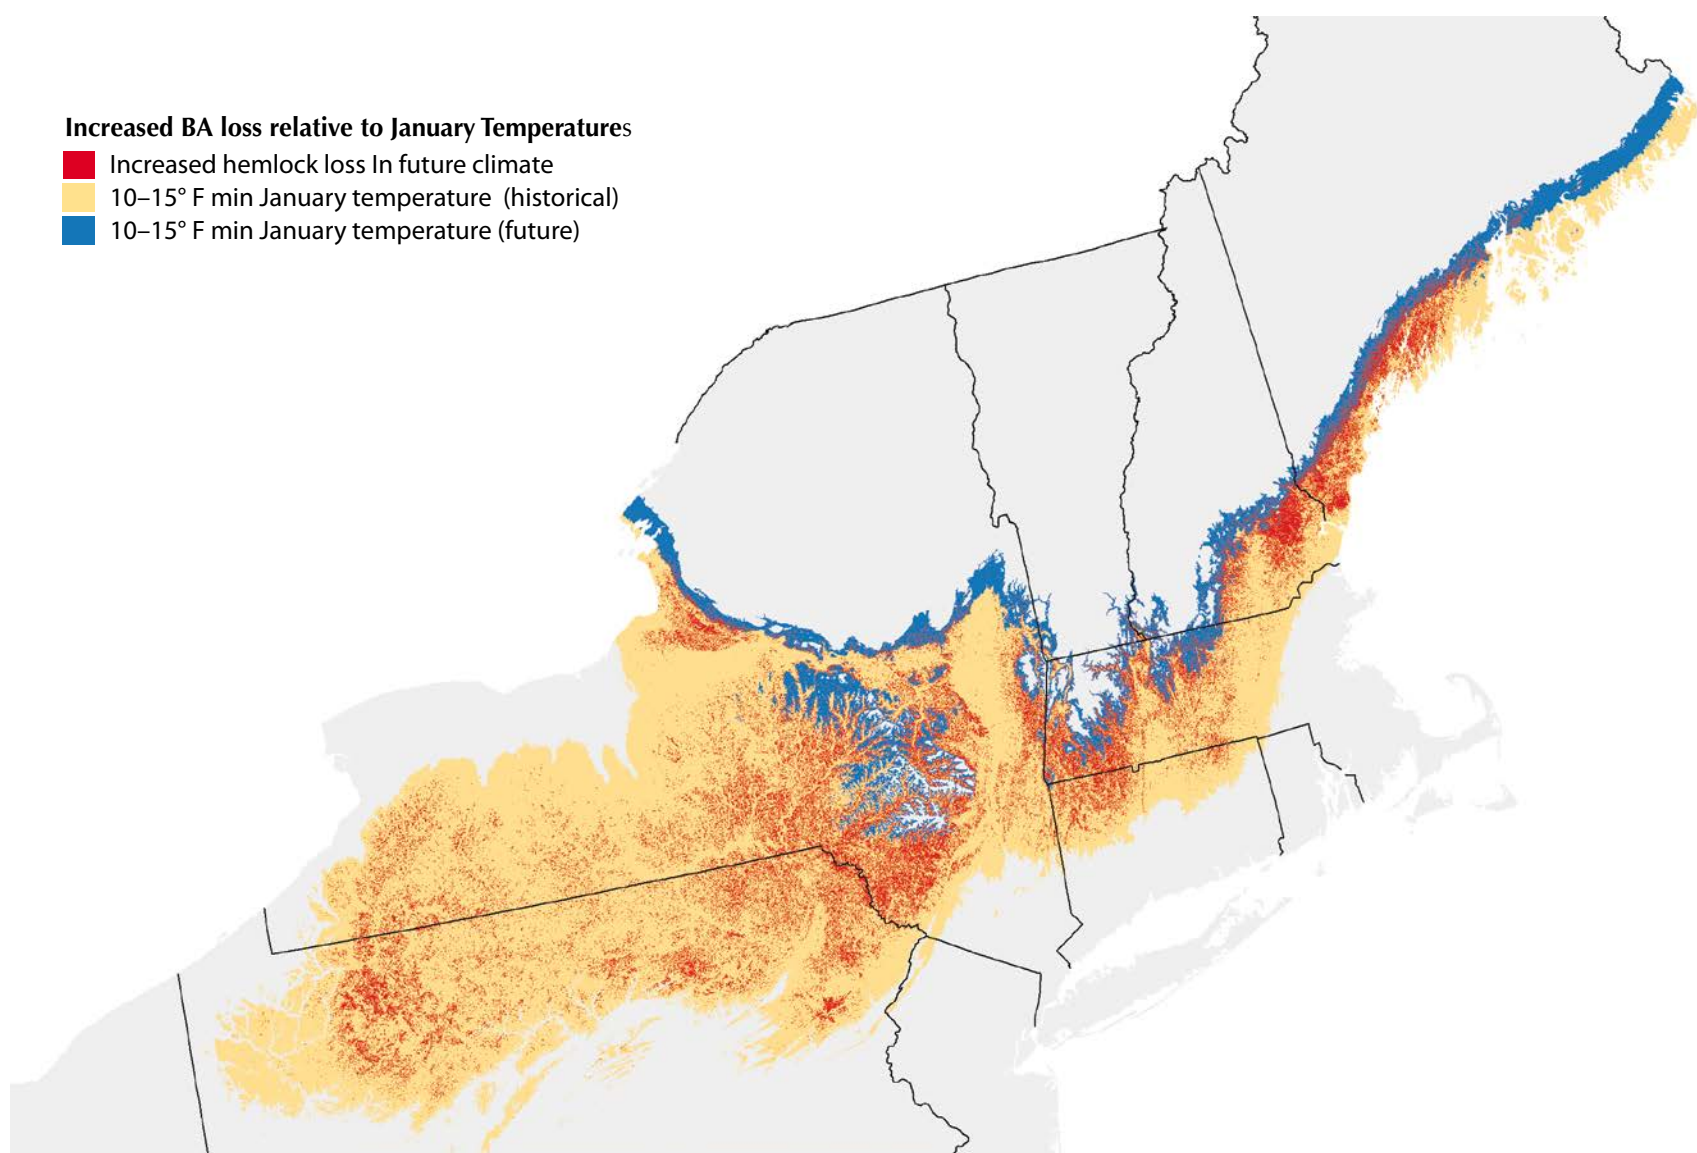 Increased BA loss relative to January Temperatures
Increased hemlock loss In future climate
10–15° F min January temperature (historical)
10–15° F min January temperature (future)